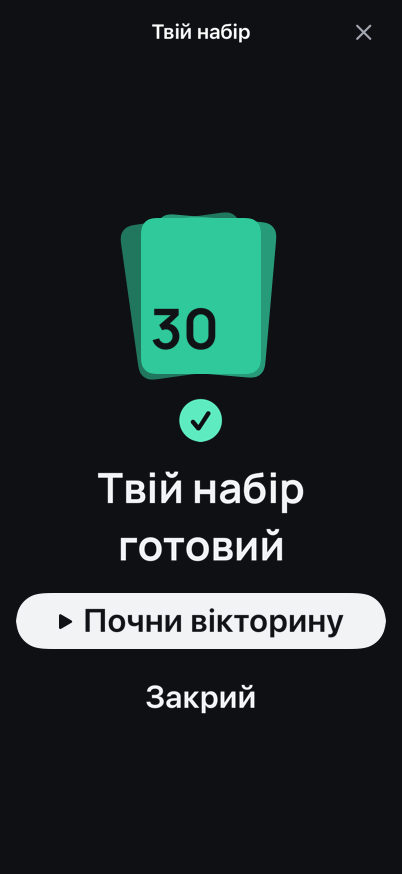 Твій набір
30
Твій набір
готовий
Почни вікторину
Закрий